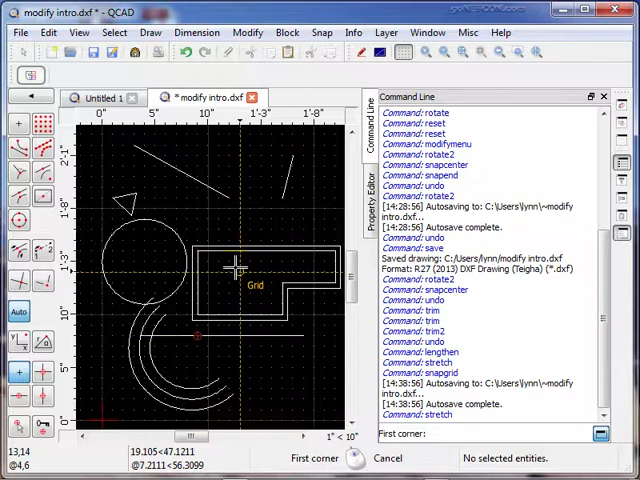 modify intro.dxf * - QCAD
File Edit View Select Draw Dimension Modify Block Snap Info Layer Window Misc Help
Untitled 1
* modify intro.dxf
0" 5" 10" 1'-3 1'-8
2'-1
1'-8
1'-3
10"
5"
0"
Auto
Grid
1" < 10"
Command Line
Property Editor
Command Line
Command: rotate
Command: reset
Command: reset
Command: modifymenu
Command: rotate2
Command: snapcenter
Command: snapend
Command: undo
Command: rotate2
[14:28:56] Autosaving to: C:\Users\lynn\~modify
intro.dxf...
[14:28:56] Autosave complete.
Command: undo
Command: save
Saved drawing: C:/Users/lynn/modify intro.dxf
Format: R27 (2013) DXF Drawing (Teigha) (*.dxf)
Command: rotate2
Command: snapcenter
Command: undo
Command: trim
Command: trim
Command: trim2
Command: undo
Command: lengthen
Command: stretch
Command: snapgrid
[14:38:56] Autosaving to: C:\Users\lynn\~modify
intro.dxf...
[14:38:56] Autosave complete.
Command: stretch
First corner:
13,14
@4,6
19.105<47.1211
@7.2111<56.3099
First corner
Cancel
No selected entities.